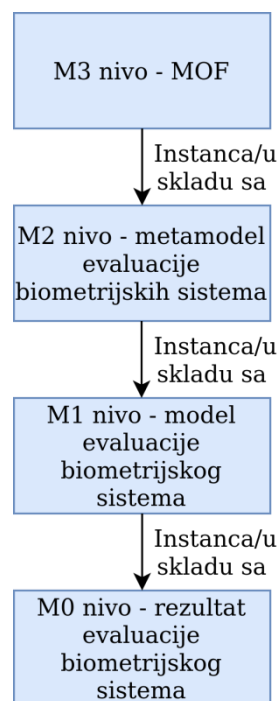 M3 nivo - MOF
Instanca/u
skladu sa
M2 nivo - metamodel
evaluacije
biometrijskih sistema
Instanca/u
skladu sa
M1 nivo - model
evaluacije
biometrijskog
sistema
Instanca/u
skladu sa
M0 nivo - rezultat
evaluacije
biometrijskog
sistema